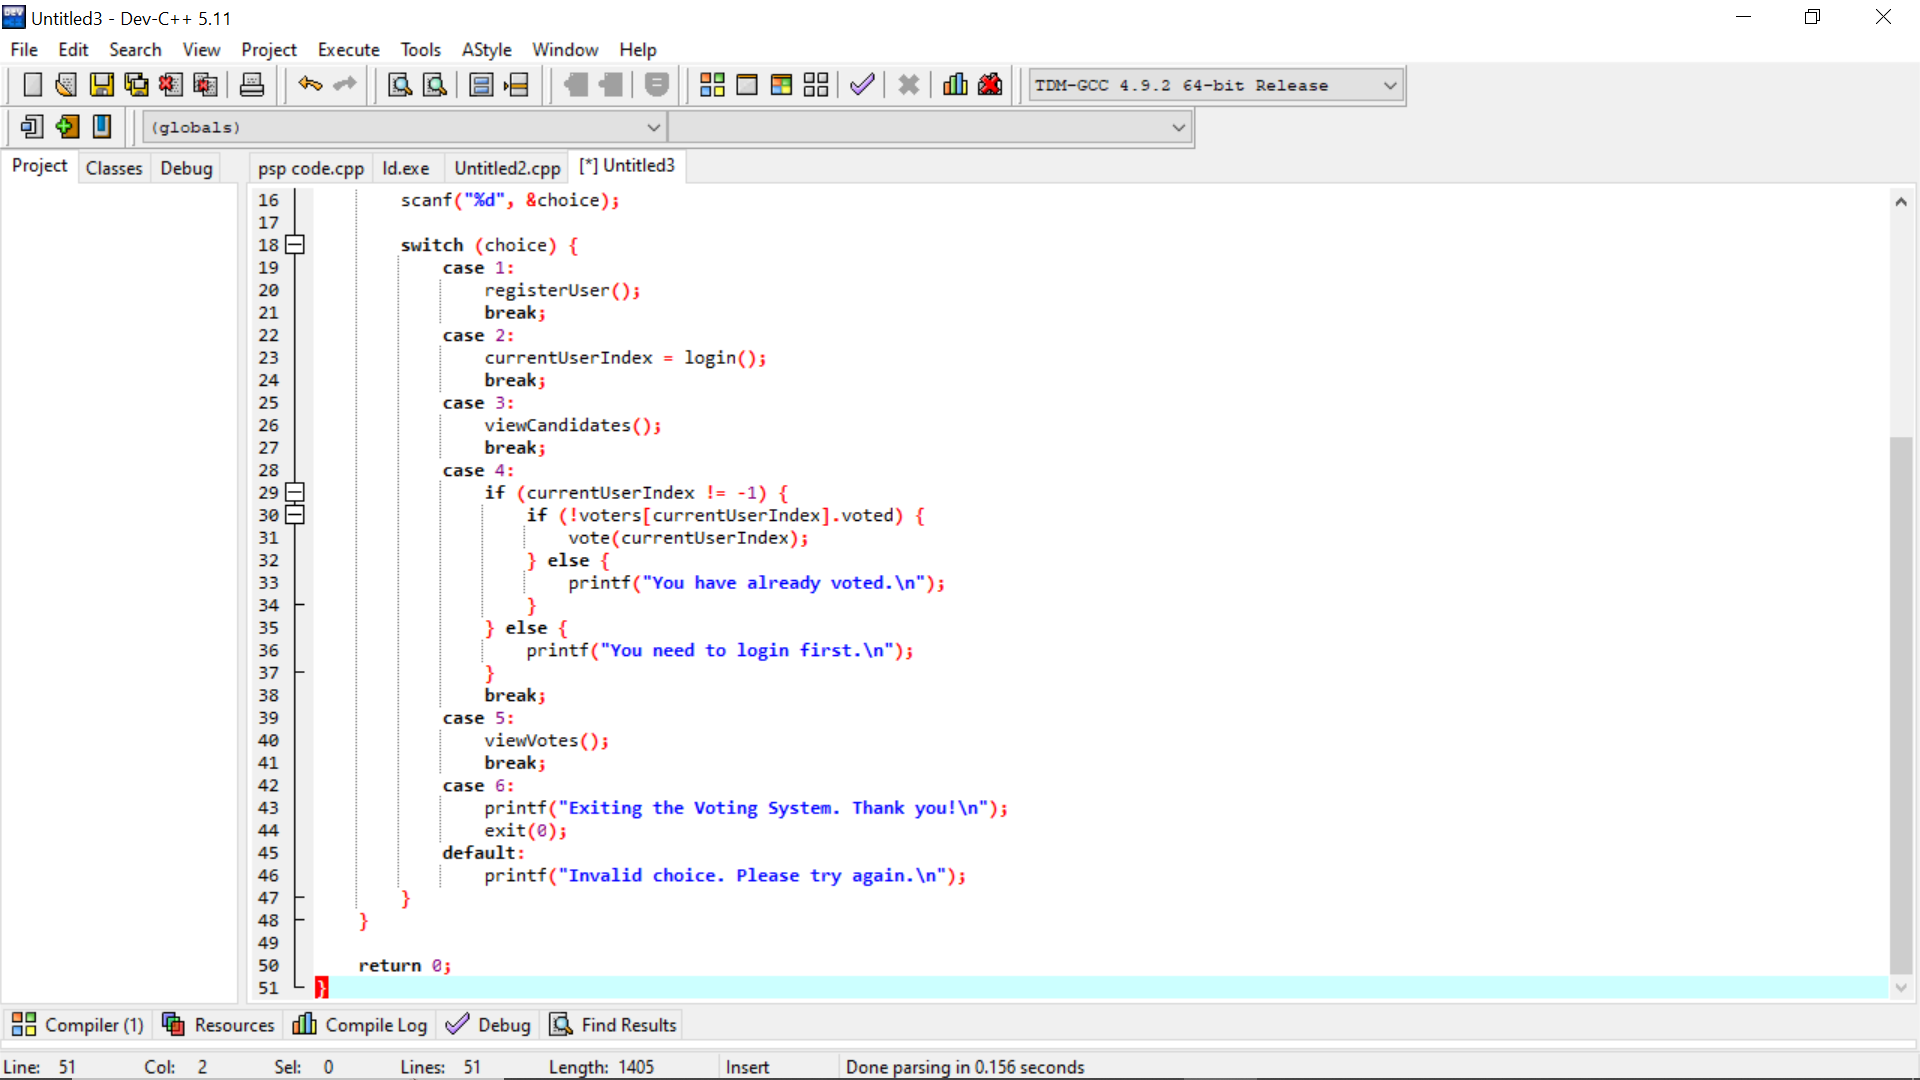 Untitled3 - Dev-C++ 5.11
File Edit Search View Project Execute Tools AStyle Window Help
TDM-GCC 4.9.2 64-bit Release
(globals)
Project Classes Debug psp code.cpp ld.exe Untitled2.cpp [*] Untitled3
16 scanf("%d", &choice);
17
18 switch (choice) {
19 case 1:
20 registerUser();
21 break;
22 case 2:
23 currentUserIndex = login();
24 break;
25 case 3:
26 viewCandidates();
27 break;
28 case 4:
29 if (currentUserIndex != -1) {
30 if (!voters[currentUserIndex].voted) {
31 vote(currentUserIndex);
32 } else {
33 printf("You have already voted.\n");
34 }
35 } else {
36 printf("You need to login first.\n");
37 }
38 break;
39 case 5:
40 viewVotes();
41 break;
42 case 6:
43 printf("Exiting the Voting System. Thank you!\n");
44 exit(0);
45 default:
46 printf("Invalid choice. Please try again.\n");
47 }
48 }
49
50 return 0;
51 }
Compiler (1) Resources Compile Log Debug Find Results
Line: 51 Col: 2 Sel: 0 Lines: 51 Length: 1405 Insert Done parsing in 0.156 seconds